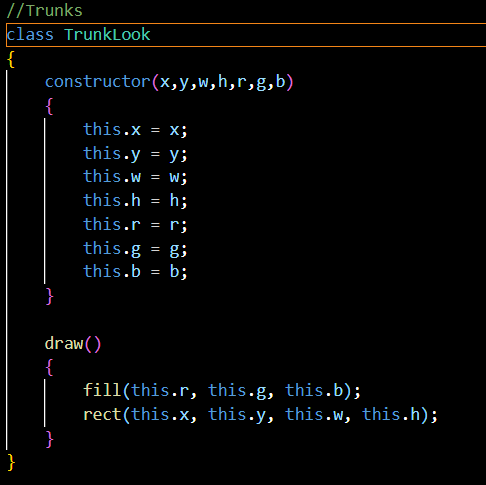 //Trunks
class TrunkLook
{
    constructor(x,y,w,h,r,g,b)
    {
        this.x = x;
        this.y = y;
        this.w = w;
        this.h = h;
        this.r = r;
        this.g = g;
        this.b = b;
    }

    draw()
    {
        fill(this.r, this.g, this.b);
        rect(this.x, this.y, this.w, this.h);
    }
}